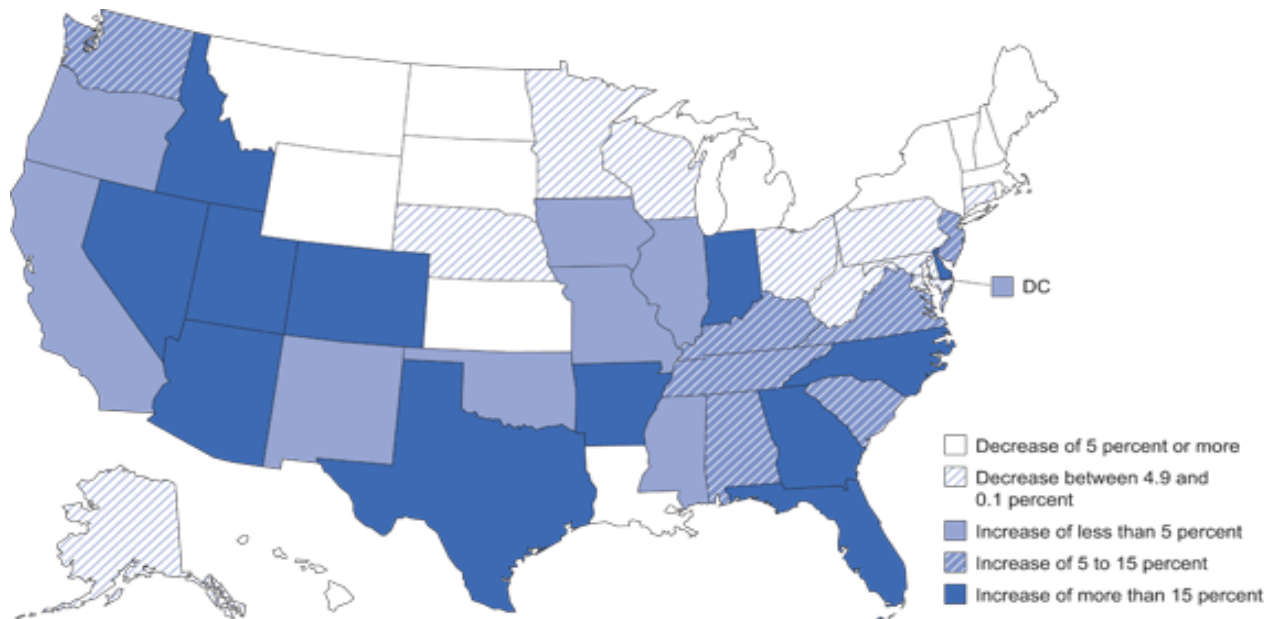 DC
Decrease of 5 percent or more
Decrease between 4.9 and
0.1 percent
Increase of less than 5 percent
Increase of 5 to 15 percent
Increase of more than 15 percent